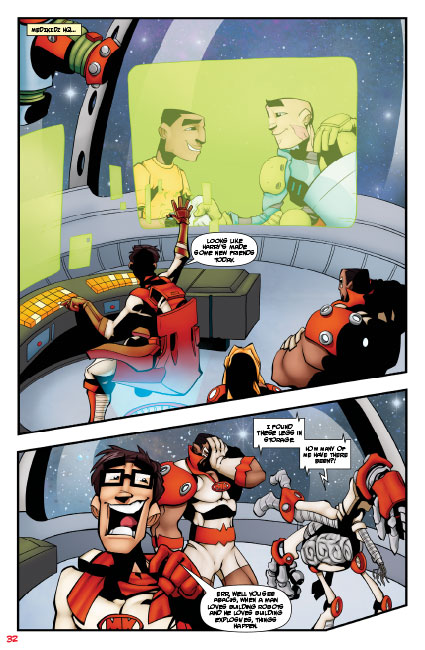 MEDIKIDZ HQ...
LOOKS LIKE
HARRY'S MADE
SOME NEW FRIENDS
TODAY.
I FOUND
THESE LEGS IN
STORAGE.
HOW MANY OF
ME HAVE THERE
BEEN?!
ERR, WELL YOU SEE
ABACUS, WHEN A MAN
LOVES BUILDING ROBOTS
AND HE LOVES BUILDING
EXPLOSIVES, THINGS
HAPPEN.
32